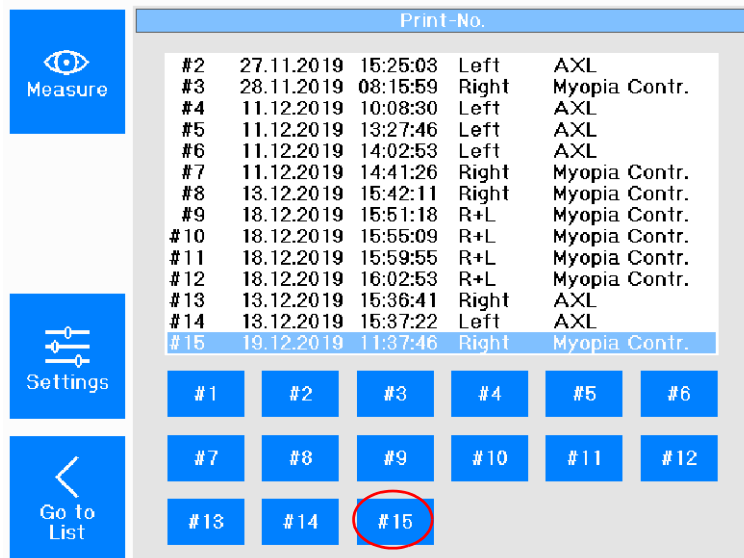 Print-No.
Measure
#2 27.11.2019 15:25:03 Left AXL
#3 28.11.2019 08:15:59 Right Myopia Contr.
#4 11.12.2019 10:08:30 Left AXL
#5 11.12.2019 13:27:46 Left AXL
#6 11.12.2019 14:02:53 Left AXL
#7 11.12.2019 14:41:26 Right Myopia Contr.
#8 13.12.2019 15:42:11 Right Myopia Contr.
#9 18.12.2019 15:51:18 R+L Myopia Contr.
#10 18.12.2019 15:55:09 R+L Myopia Contr.
#11 18.12.2019 15:59:55 R+L Myopia Contr.
#12 18.12.2019 16:02:53 R+L Myopia Contr.
#13 13.12.2019 15:36:41 Right AXL
#14 13.12.2019 15:37:22 Left AXL
#15 19.12.2019 11:37:46 Right Myopia Contr.
Settings
#1 #2 #3 #4 #5 #6
#7 #8 #9 #10 #11 #12
Go to
List
#13 #14 #15